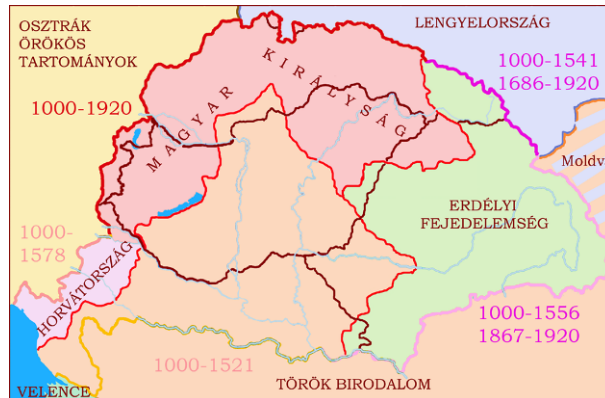 OSZTRÁK
ÖRÖKÖS
TARTOMÁNYOK
LENGYELORSZÁG
1000-1541
1686-1920
1000-1920
MAGYAR KIRÁLYSÁG
Moldv
ERDÉLYI
FEJEDELEMSÉG
1000-
1578
HORVÁTORSZÁG
1000-1556
1867-1920
1000-1521
VELENCE
TÖRÖK BIRODALOM